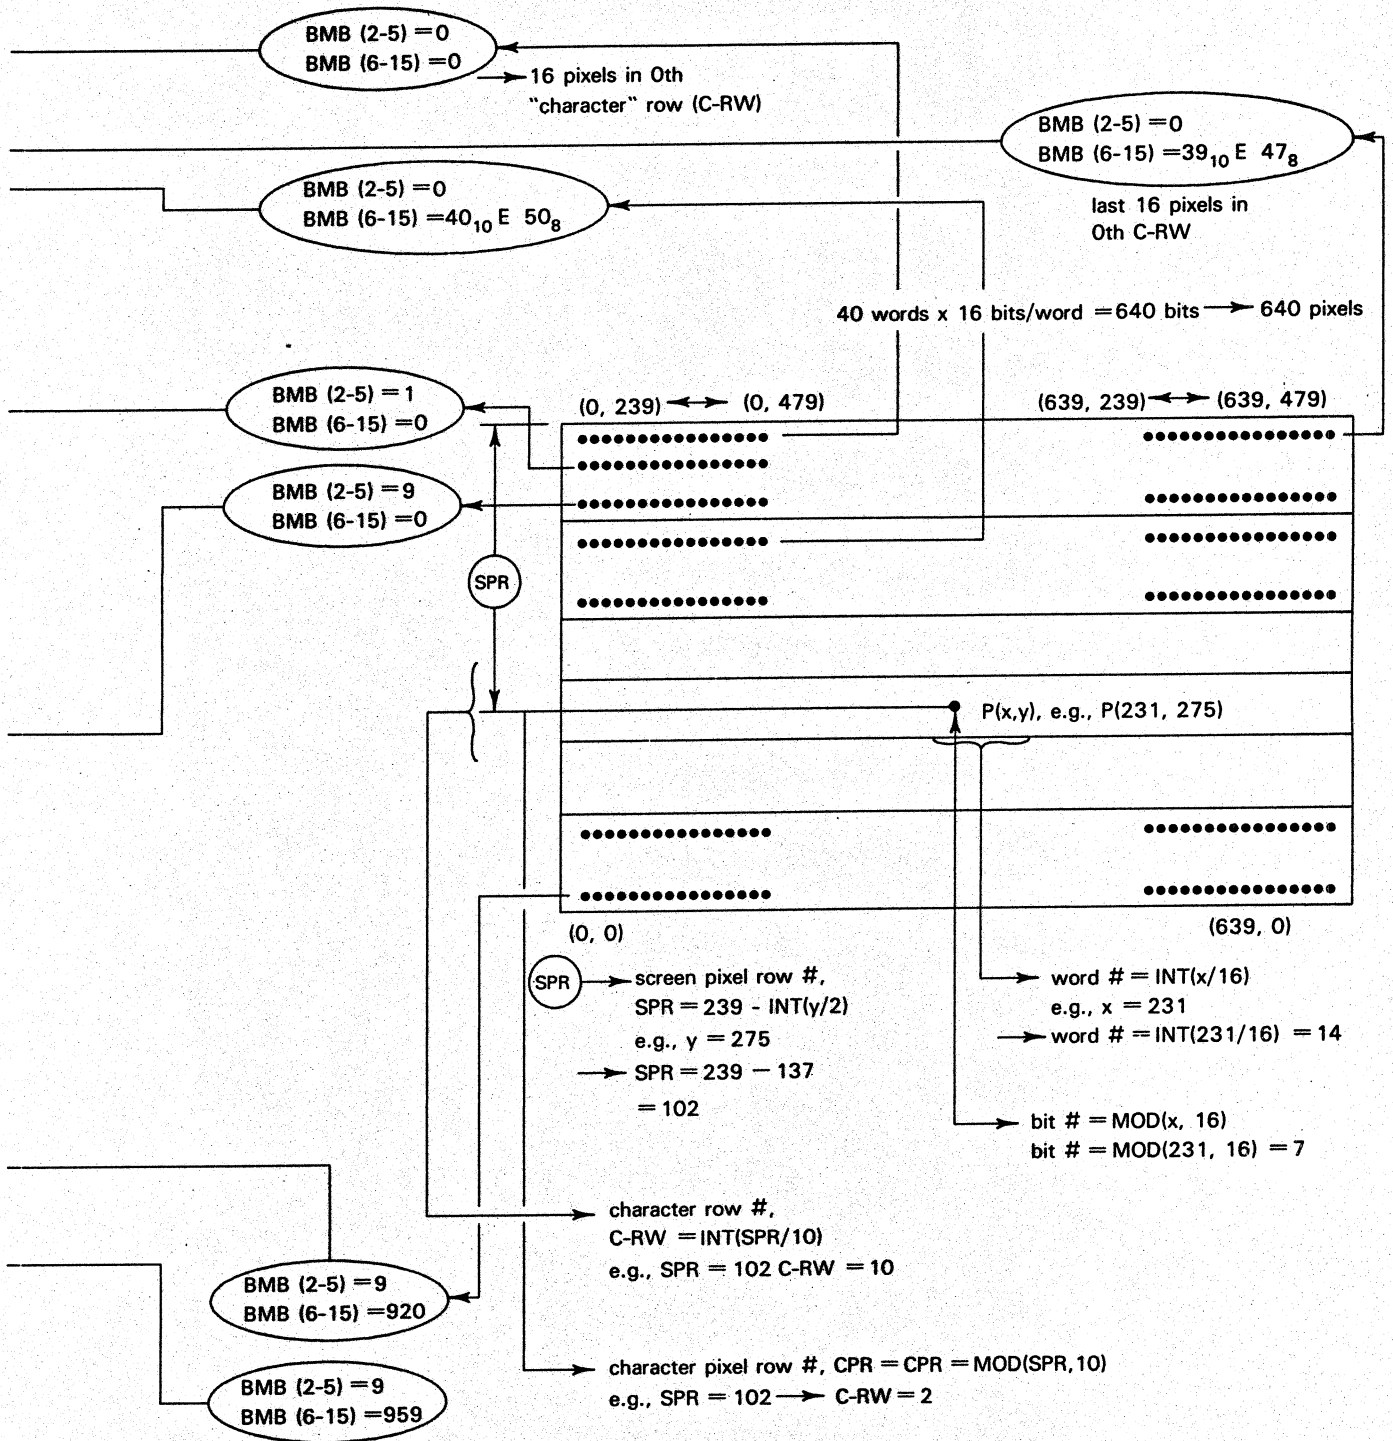 BMB (2-5) =0
BMB (6-15) =0
16 pixels in 0th
"character" row (C-RW)
BMB (2-5) =0
BMB (6-15) =39₁₀ E 47₈
last 16 pixels in
0th C-RW
BMB (2-5) =0
BMB (6-15) =40₁₀ E 50₈
40 words x 16 bits/word =640 bits → 640 pixels
BMB (2-5) =1
BMB (6-15) =0
(0, 239) ↔ (0, 479)
(639, 239) ↔ (639, 479)
BMB (2-5) =9
BMB (6-15) =0
SPR
P(x,y), e.g., P(231, 275)
(0, 0)
(639, 0)
SPR → screen pixel row #,
SPR = 239 - INT(y/2)
e.g., y = 275
→ SPR = 239 − 137
= 102
word # = INT(x/16)
e.g., x = 231
→ word # = INT(231/16) = 14
bit # = MOD(x, 16)
bit # = MOD(231, 16) = 7
character row #,
C-RW =INT(SPR/10)
e.g., SPR = 102 C-RW = 10
BMB (2-5) =9
BMB (6-15) =920
character pixel row #, CPR = CPR = MOD(SPR,10)
e.g., SPR = 102 → C-RW = 2
BMB (2-5) =9
BMB (6-15) =959